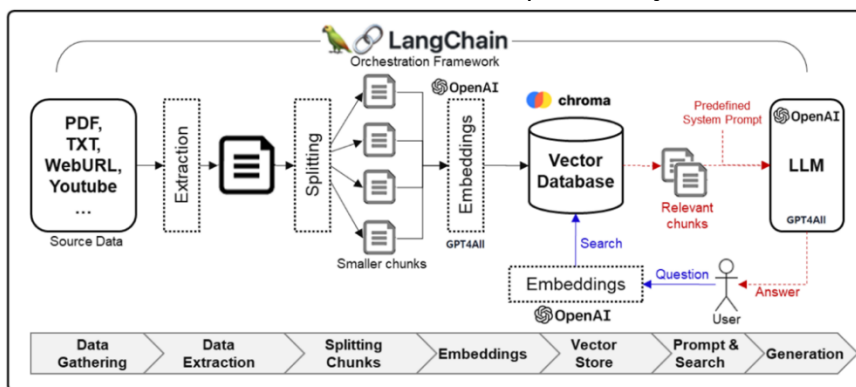 LangChain
Orchestration Framework
PDF,
TXT,
WebURL,
Youtube
...
Source Data
Extraction
Splitting
Smaller chunks
OpenAI
Embeddings
GPT4All
chroma
Vector
Database
Search
Embeddings
OpenAI
Relevant
chunks
Predefined
System Prompt
OpenAI
LLM
GPT4All
Question
User
Answer
Data
Gathering
Data
Extraction
Splitting
Chunks
Embeddings
Vector
Store
Prompt &
Search
Generation